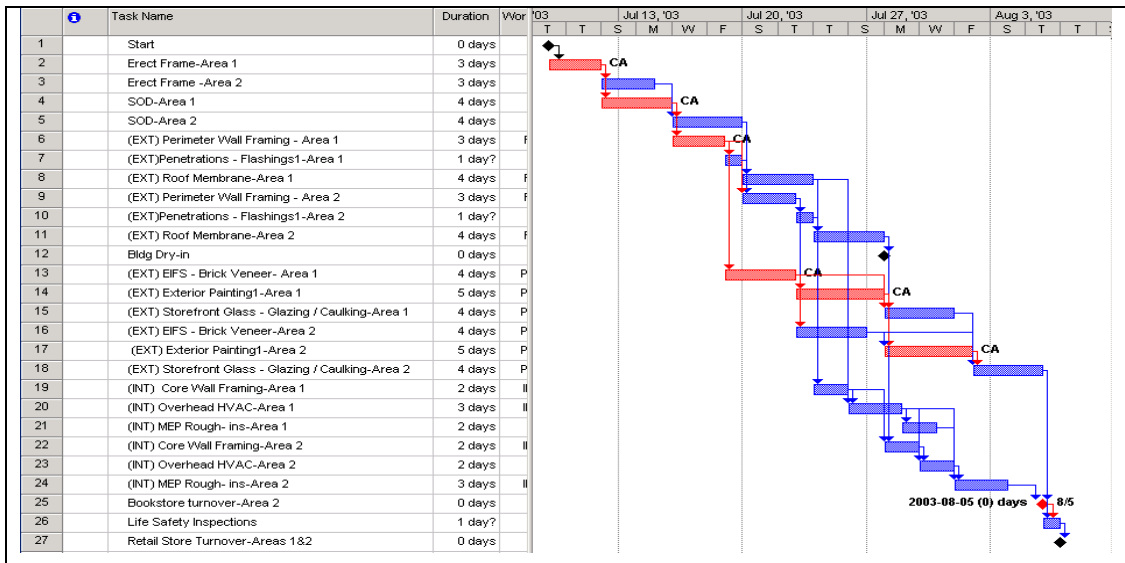 Task Name Duration Wor '03 Jul 13, '03 Jul 20, '03 Jul 27, '03 Aug 3, '03
T T S M W F S T T S M W F S T T
1 Start 0 days
2 Erect Frame-Area 1 3 days CA
3 Erect Frame -Area 2 3 days
4 SOD-Area 1 4 days CA
5 SOD-Area 2 4 days
6 (EXT) Perimeter Wall Framing - Area 1 3 days CA
7 (EXT)Penetrations - Flashings1-Area 1 1 day?
8 (EXT) Roof Membrane-Area 1 4 days
9 (EXT) Perimeter Wall Framing - Area 2 3 days
10 (EXT)Penetrations - Flashings1-Area 2 1 day?
11 (EXT) Roof Membrane-Area 2 4 days
12 Bldg Dry-in 0 days
13 (EXT) EIFS - Brick Veneer- Area 1 4 days P CA
14 (EXT) Exterior Painting1-Area 1 5 days P CA
15 (EXT) Storefront Glass - Glazing / Caulking-Area 1 4 days P
16 (EXT) EIFS - Brick Veneer-Area 2 4 days P
17 (EXT) Exterior Painting1-Area 2 5 days P CA
18 (EXT) Storefront Glass - Glazing / Caulking-Area 2 4 days P
19 (INT) Core Wall Framing-Area 1 2 days
20 (INT) Overhead HVAC-Area 1 3 days
21 (INT) MEP Rough- ins-Area 1 2 days
22 (INT) Core Wall Framing-Area 2 2 days
23 (INT) Overhead HVAC-Area 2 2 days
24 (INT) MEP Rough- ins-Area 2 3 days
25 Bookstore turnover-Area 2 0 days 2003-08-05 (0) days 8/5
26 Life Safety Inspections 1 day?
27 Retail Store Turnover-Areas 1&2 0 days